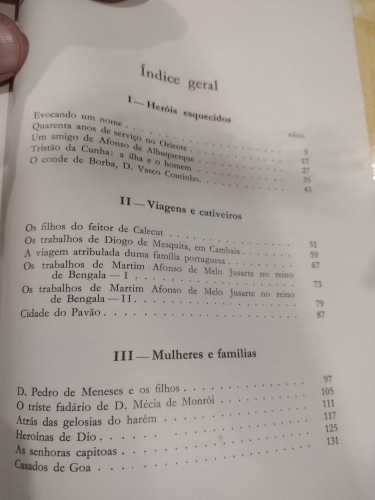 Índice geral
I — Heróis esquecidos
PÁGS.
Evocando um nome 9
Quarenta anos de serviço no Oriente 17
Um amigo de Afonso de Albuquerque 27
Tristão da Cunha: a ilha e o homem 35
O conde de Borba, D. Vasco Coutinho. 43
II — Viagens e cativeiros
Os filhos do feitor de Calecut 51
Os trabalhos de Diogo de Mesquita, em Cambaia 59
A viagem atribulada duma família portuguesa 67
Os trabalhos de Martim Afonso de Melo Jusarte no reino
de Bengala — I 73
Os trabalhos de Martim Afonso de Melo Jusarte no reino
de Bengala — II 79
Cidade do Pavão 87
III — Mulheres e famílias
D. Pedro de Meneses e os filhos 97
O triste fadário de D. Mécia de Monrói 105
Atrás das gelosias do harém 111
Heroínas de Dio 117
As senhoras capitoas 125
Casados de Goa 131